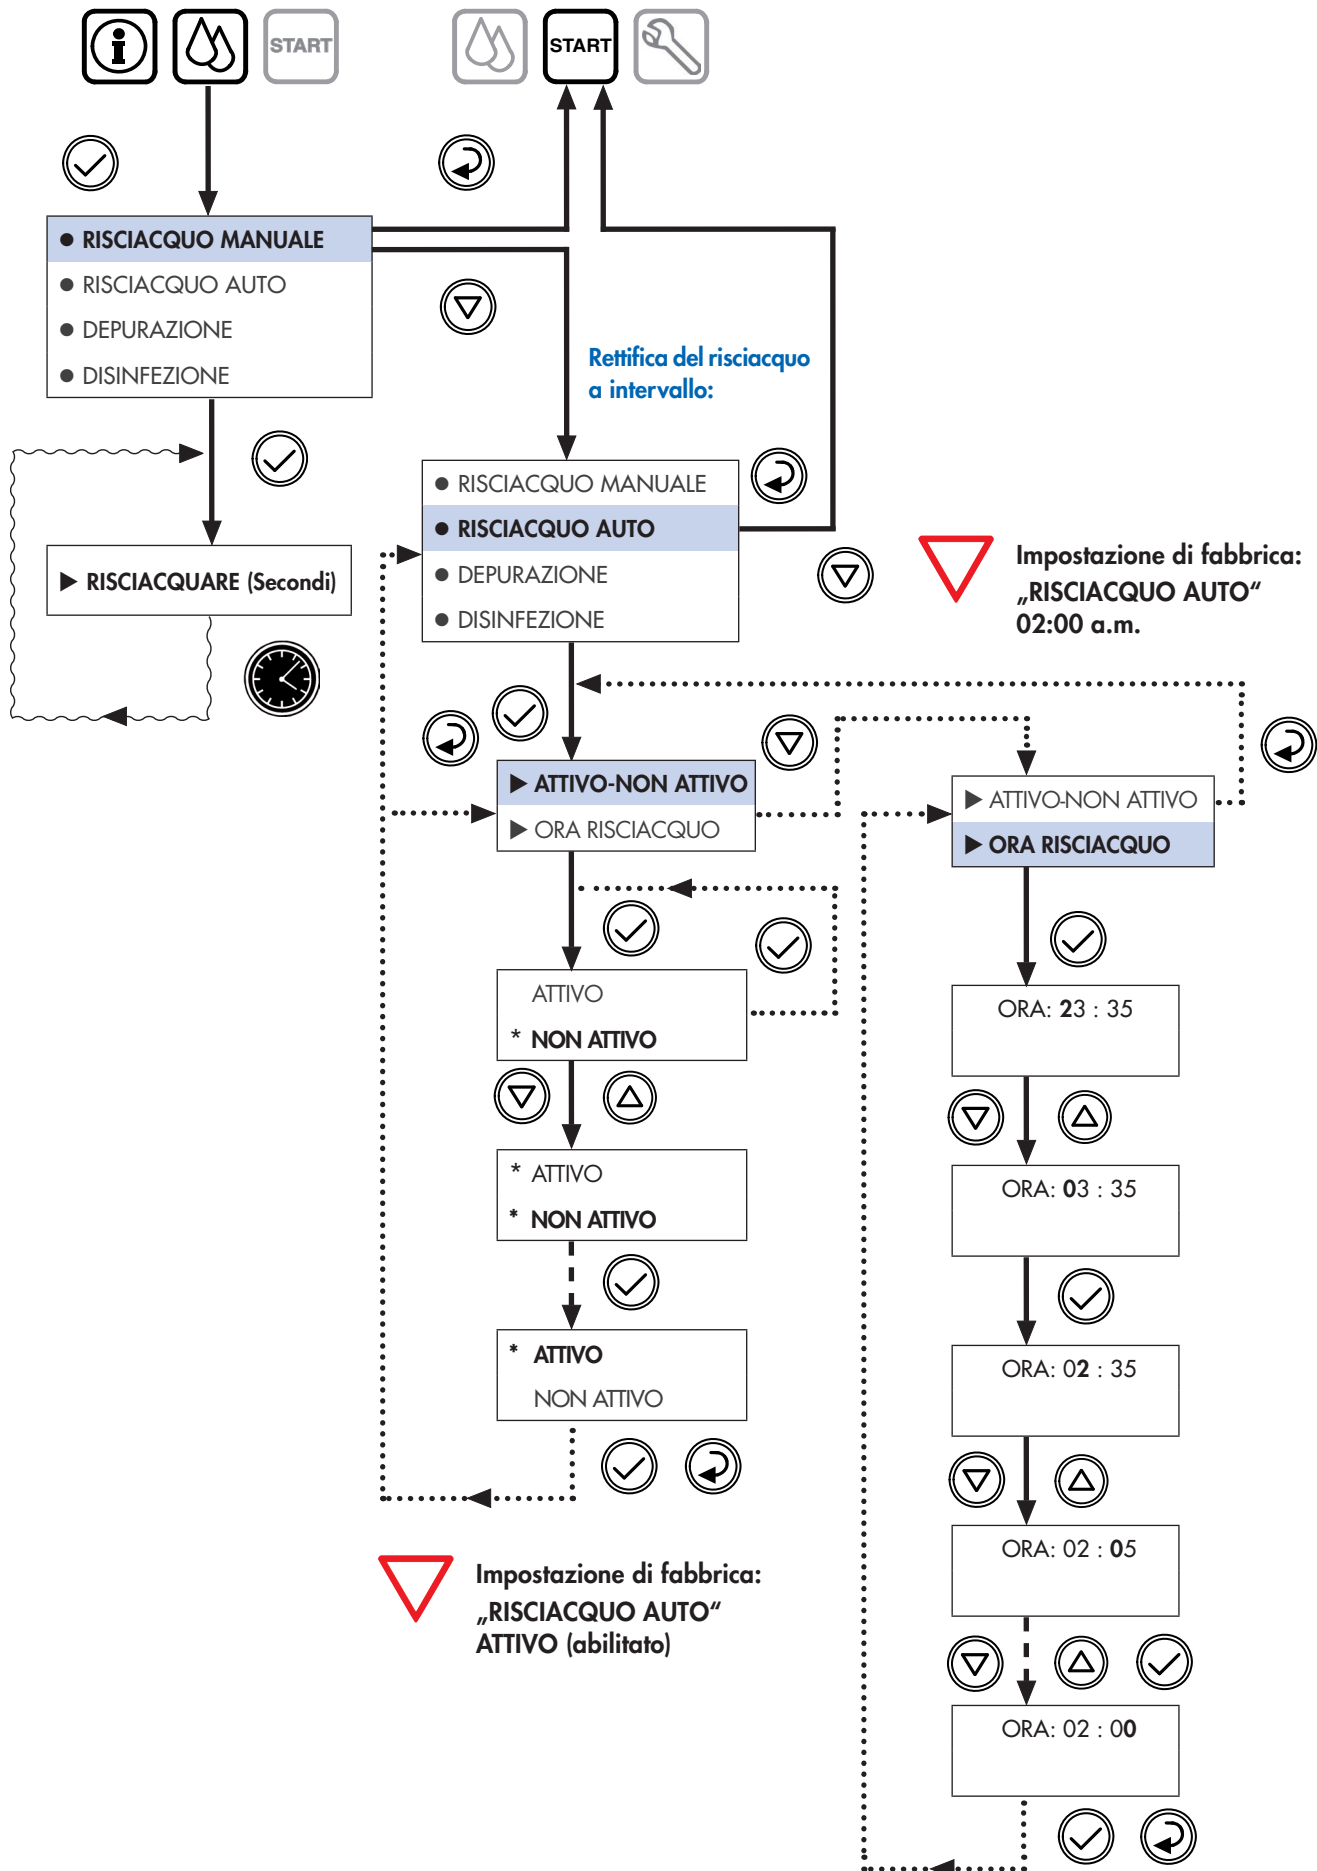 START
START
● RISCIACQUO MANUALE
● RISCIACQUO AUTO
● DEPURAZIONE
● DISINFEZIONE
Rettifica del risciacquo
a intervallo:
▶ RISCIACQUARE (Secondi)
● RISCIACQUO MANUALE
● RISCIACQUO AUTO
● DEPURAZIONE
● DISINFEZIONE
Impostazione di fabbrica:
„RISCIACQUO AUTO“
02:00 a.m.
▶ ATTIVO-NON ATTIVO
▶ ORA RISCIACQUO
▶ ATTIVO-NON ATTIVO
▶ ORA RISCIACQUO
ATTIVO
* NON ATTIVO
* ATTIVO
* NON ATTIVO
* ATTIVO
NON ATTIVO
Impostazione di fabbrica:
„RISCIACQUO AUTO“
ATTIVO (abilitato)
ORA: 23 : 35
ORA: 03 : 35
ORA: 02 : 35
ORA: 02 : 05
ORA: 02 : 00